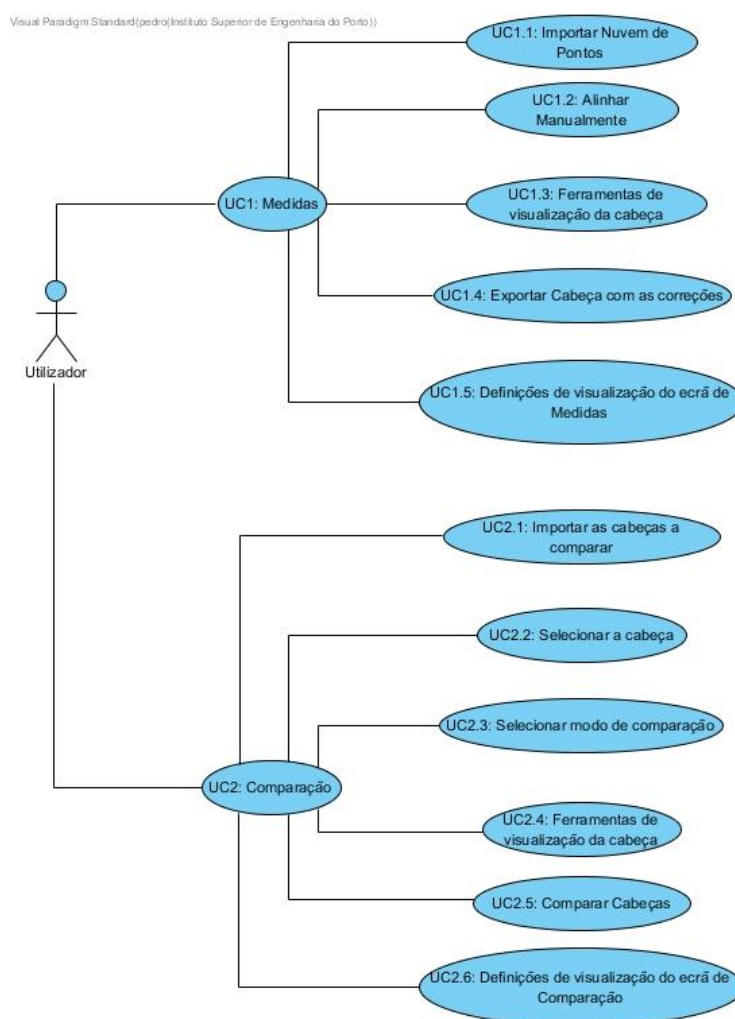 Visual Paradigm Standard(pedro(Instituto Superior de Engenharia do Porto))
UC1.1: Importar Nuvem de
Pontos
UC1.2: Alinhar
Manualmente
UC1: Medidas
UC1.3: Ferramentas de
visualização da cabeça
UC1.4: Exportar Cabeça com as correções
Utilizador
UC1.5: Definições de visualização do ecrã de
Medidas
UC2.1: Importar as cabeças a
comparar
UC2.2: Selecionar a cabeça
UC2.3: Selecionar modo de comparação
UC2: Comparação
UC2.4: Ferramentas de
visualização da cabeça
UC2.5: Comparar Cabeças
UC2.6: Definições de visualização do ecrã de
Comparação